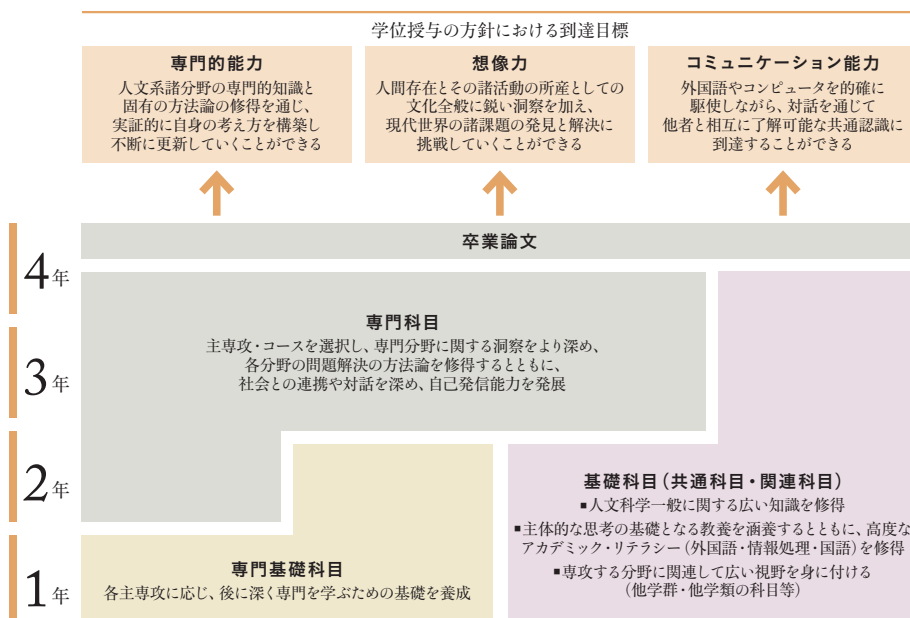 学位授与の方針における到達目標
専門的能力
人文系諸分野の専門的知識と
固有の方法論の修得を通じ、
実証的に自身の考え方を構築し
不断に更新していくことができる
想像力
人間存在とその諸活動の所産としての
文化全般に鋭い洞察を加え、
現代世界の諸課題の発見と解決に
挑戦していくことができる
コミュニケーション能力
外国語やコンピュータを的確に
駆使しながら、対話を通じて
他者と相互に了解可能な共通認識に
到達することができる
卒業論文
4年
専門科目
主専攻・コースを選択し、専門分野に関する洞察をより深め、
各分野の問題解決の方法論を修得するとともに、
社会との連携や対話を深め、自己発信能力を発展
3年
2年
基礎科目（共通科目・関連科目）
■人文科学一般に関する広い知識を修得
■主体的な思考の基礎となる教養を涵養するとともに、高度な
アカデミック・リテラシー（外国語・情報処理・国語）を修得
■専攻する分野に関連して広い視野を身に付ける
（他学群・他学類の科目等）
専門基礎科目
各主専攻に応じ、後に深く専門を学ぶための基礎を養成
1年